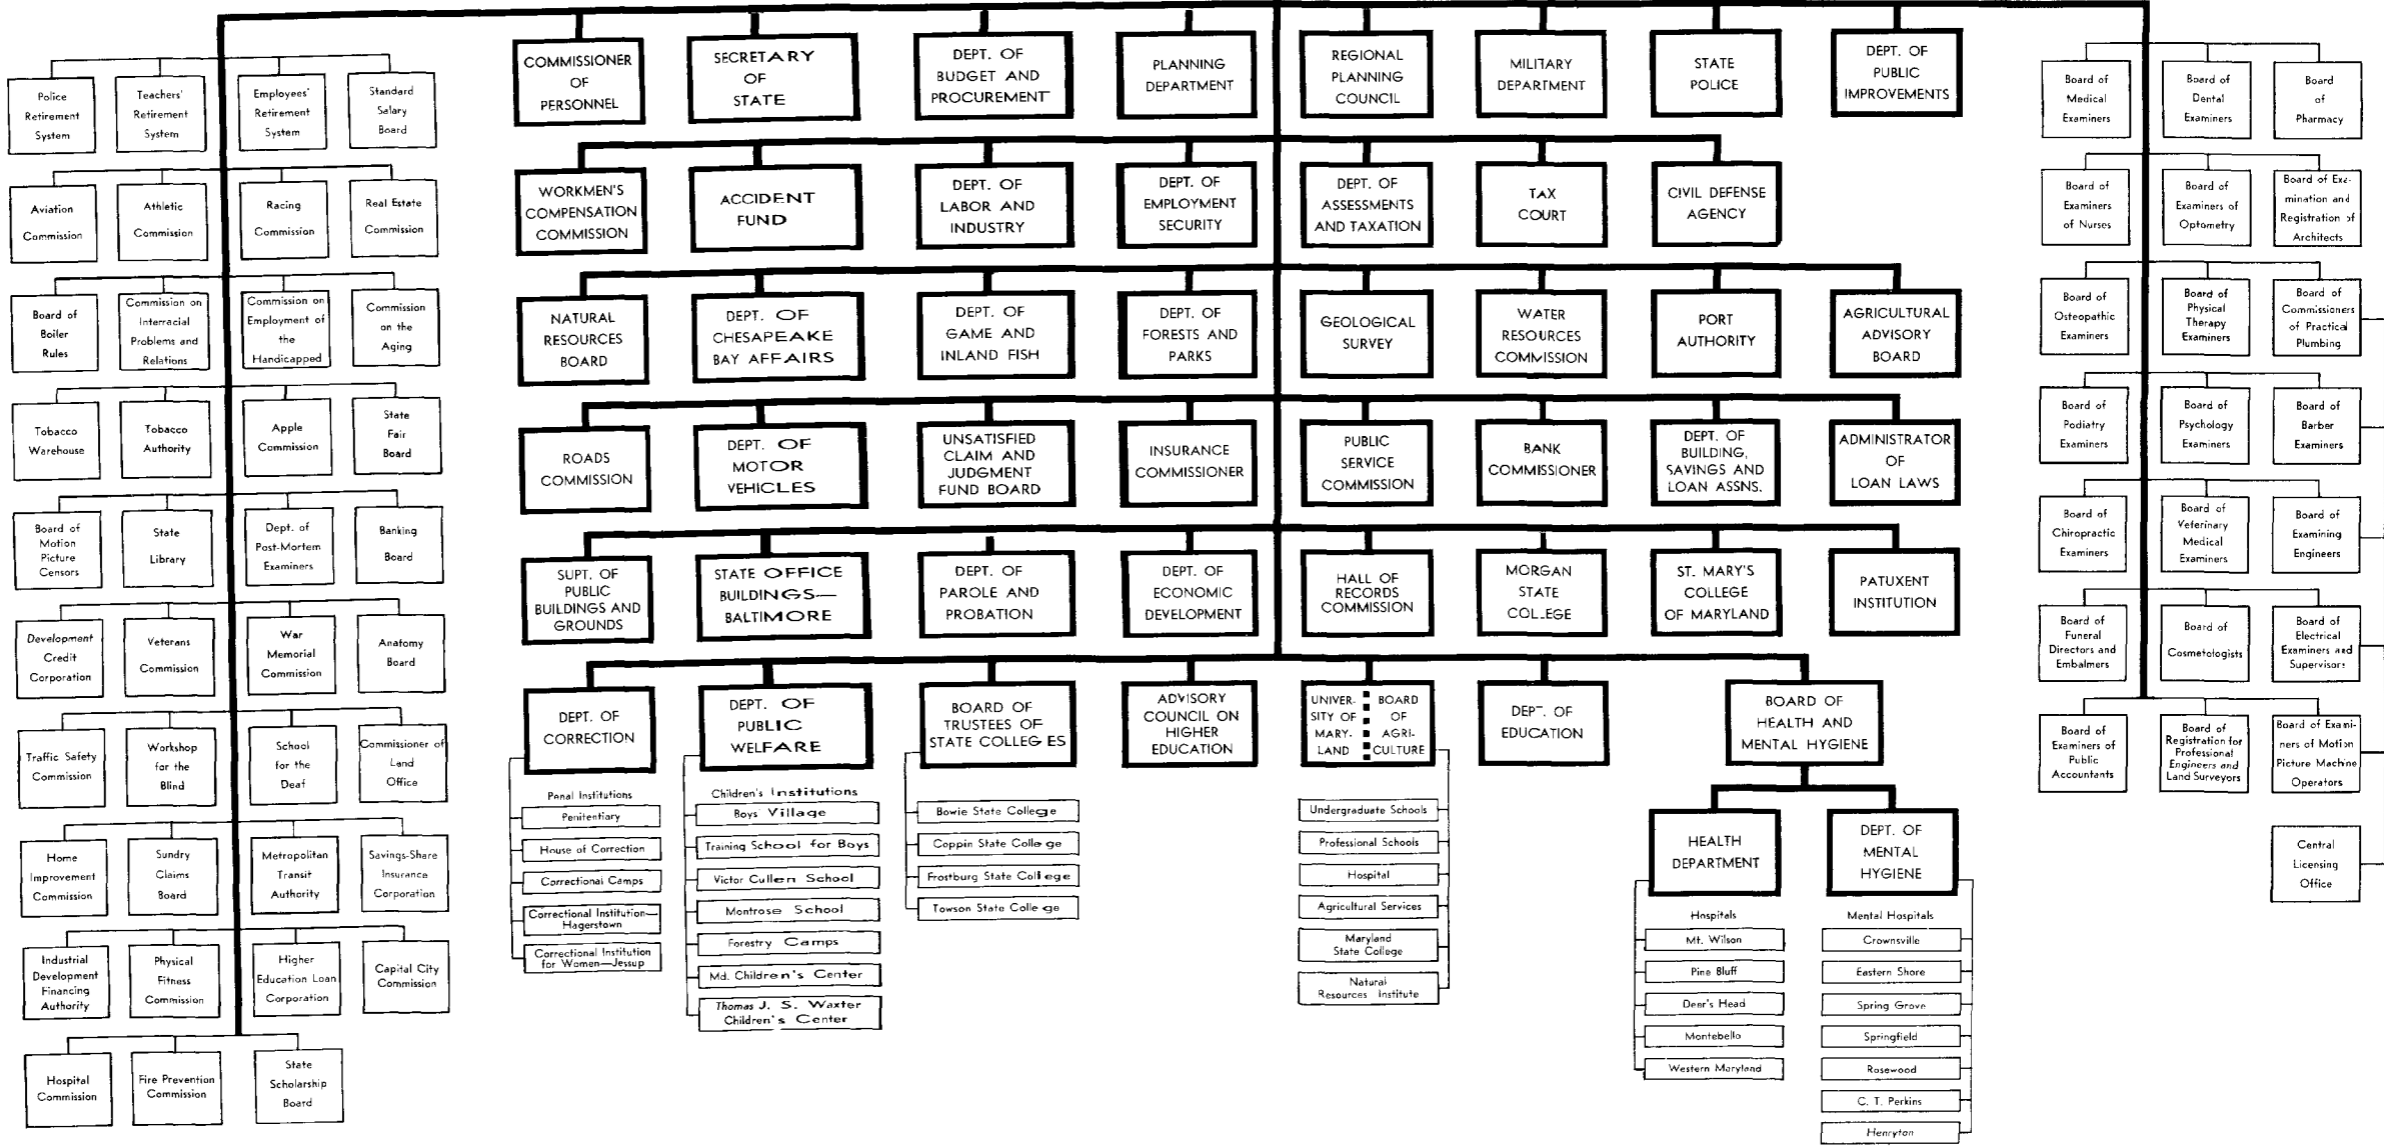 Police
Retirement
System
Teachers'
Retirement
System
Employees'
Retirement
System
Standard
Salary
Board
Aviation
Commission
Athletic
Commission
Racing
Commission
Real Estate
Commission
Board of
Boiler
Rules
Commission on
Interracial
Problems and
Relations
Commission on
Employment of
the
Handicapped
Commission
on the
Aging
Tobacco
Warehouse
Tobacco
Authority
Apple
Commission
State
Fair
Board
Board of
Motion
Picture
Censors
State
Library
Dept. of
Post-Mortem
Examiners
Banking
Board
Development
Credit
Corporation
Veterans
Commission
War
Memorial
Commission
Anatomy
Board
Traffic Safety
Commission
Workshop
for the
Blind
School
for the
Deaf
Commissioner of
Land
Office
Home
Improvement
Commission
Sundry
Claims
Board
Metropolitan
Transit
Authority
Savings-Share
Insurance
Corporation
Industrial
Development
Financing
Authority
Physical
Fitness
Commission
Higher
Education Loan
Corporation
Capital City
Commission
Hospital
Commission
Fire Prevention
Commission
State
Scholarship
Board
COMMISSIONER
OF
PERSONNEL
SECRETARY
OF
STATE
DEPT. OF
BUDGET AND
PROCUREMENT
PLANNING
DEPARTMENT
REGIONAL
PLANNING
COUNCIL
MILITARY
DEPARTMENT
STATE
POLICE
DEPT. OF
PUBLIC
IMPROVEMENTS
WORKMEN'S
COMPENSATION
COMMISSION
ACCIDENT
FUND
DEPT. OF
LABOR AND
INDUSTRY
DEPT. OF
EMPLOYMENT
SECURITY
DEPT. OF
ASSESSMENTS
AND TAXATION
TAX
COURT
CIVIL DEFENSE
AGENCY
NATURAL
RESOURCES
BOARD
DEPT. OF
CHESAPEAKE
BAY AFFAIRS
DEPT. OF
GAME AND
INLAND FISH
DEPT. OF
FORESTS AND
PARKS
GEOLOGICAL
SURVEY
WATER
RESOURCES
COMMISSION
PORT
AUTHORITY
AGRICULTURAL
ADVISORY
BOARD
ROADS
COMMISSION
DEPT. OF
MOTOR
VEHICLES
UNSATISFIED
CLAIM AND
JUDGMENT
FUND BOARD
INSURANCE
COMMISSIONER
PUBLIC
SERVICE
COMMISSION
BANK
COMMISSIONER
DEPT. OF
BUILDING,
SAVINGS AND
LOAN ASSNS.
ADMINISTRATOR
OF
LOAN LAWS
SUPT. OF
PUBLIC
BUILDINGS AND
GROUNDS
STATE OFFICE
BUILDINGS—
BALTIMORE
DEPT. OF
PAROLE AND
PROBATION
DEPT. OF
ECONOMIC
DEVELOPMENT
HALL OF
RECORDS
COMMISSION
MORGAN
STATE
COLLEGE
ST. MARY'S
COLLEGE
OF MARYLAND
PATUXENT
INSTITUTION
DEPT. OF
CORRECTION
DEPT. OF
PUBLIC
WELFARE
BOARD OF
TRUSTEES OF
STATE COLLEGES
ADVISORY
COUNCIL ON
HIGHER
EDUCATION
UNIVER-
SITY OF
MARY-
LAND
BOARD
OF
AGRI-
CULTURE
DEPT. OF
EDUCATION
BOARD OF
HEALTH AND
MENTAL HYGIENE
Penal Institutions
Penitentiary
House of Correction
Correctional Camps
Correctional Institution—
Hagerstown
Correctional Institution
for Women—Jessup
Children's Institutions
Boys Village
Training School for Boys
Victor Cullen School
Montrose School
Forestry Camps
Md. Children's Center
Thomas J. S. Waxter
Children's Center
Bowie State College
Coppin State College
Frostburg State College
Towson State College
Undergraduate Schools
Professional Schools
Hospital
Agricultural Services
Maryland
State College
Natural
Resources Institute
HEALTH
DEPARTMENT
DEPT. OF
MENTAL
HYGIENE
Hospitals
Mt. Wilson
Pine Bluff
Deer's Head
Montebello
Western Maryland
Mental Hospitals
Crownsville
Eastern Shore
Spring Grove
Springfield
Rosewood
C. T. Perkins
Henryton
Board of
Medical
Examiners
Board of
Dental
Examiners
Board
of
Pharmacy
Board of
Examiners
of Nurses
Board of
Examiners of
Optometry
Board of Exa-
mination and
Registration of
Architects
Board of
Osteopathic
Examiners
Board of
Physical
Therapy
Examiners
Board of
Commissioners
of Practical
Plumbing
Board of
Podiatry
Examiners
Board of
Psychology
Examiners
Board of
Barber
Examiners
Board of
Chiropractic
Examiners
Board of
Veterinary
Medical
Examiners
Board of
Examining
Engineers
Board of
Funeral
Directors and
Embalmers
Board of
Cosmetologists
Board of
Electrical
Examiners and
Supervisors
Board of
Examiners of
Public
Accountants
Board of
Registration for
Professional
Engineers and
Land Surveyors
Board of Exami-
ners of Motion
Picture Machine
Operators
Central
Licensing
Office